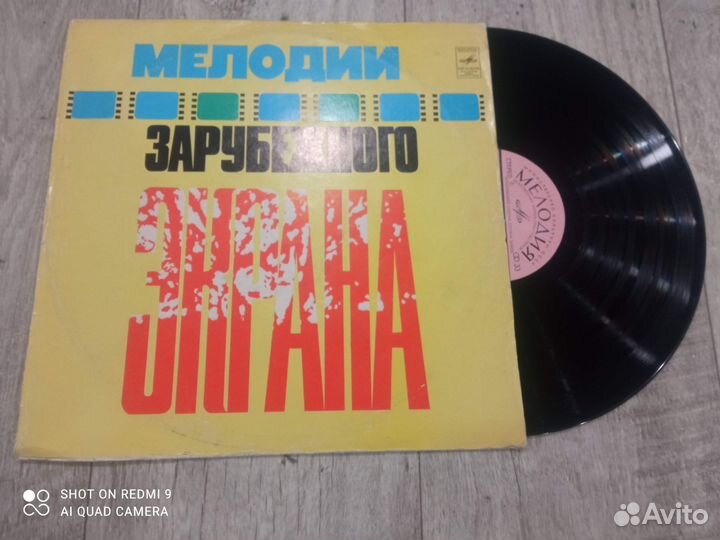 МЕЛОДИИ
ЗАРУБЕЖНОГО
ЭКРАНА
МЕЛОДИЯ
SHOT ON REDMI 9
AI QUAD CAMERA
Avito